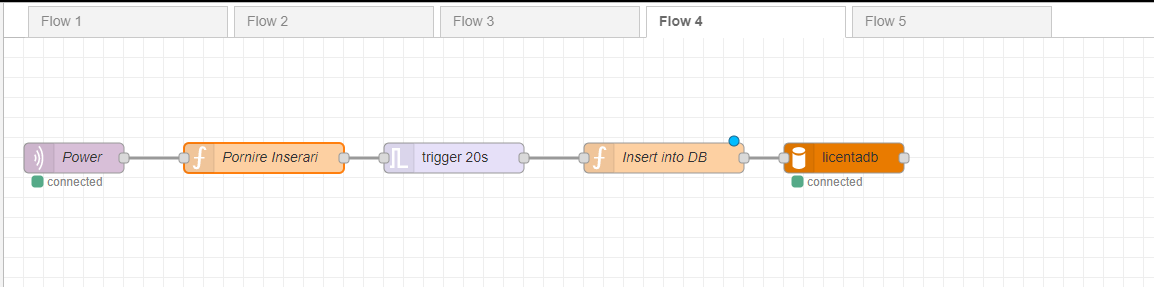 Flow 1
Flow 2
Flow 3
Flow 4
Flow 5
Power
Pornire Inserari
trigger 20s
Insert into DB
licentadb
connected
connected